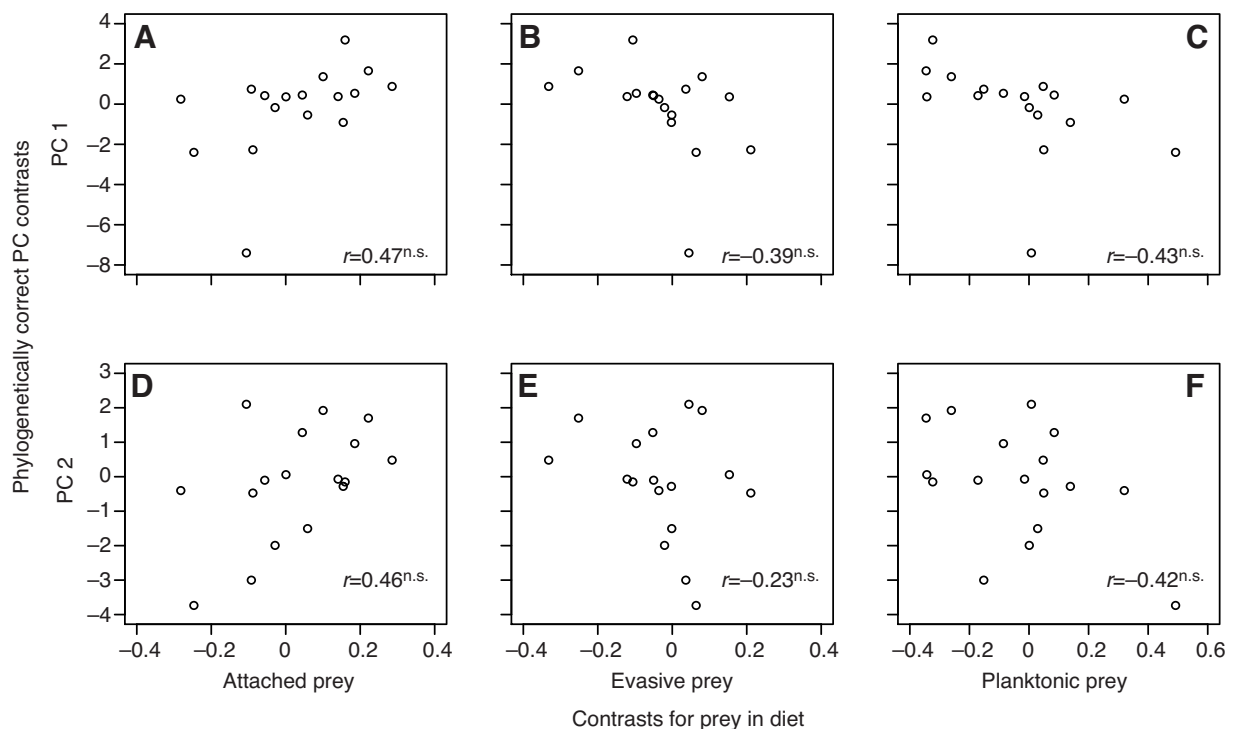 Phylogenetically correct PC contrasts
PC 1
4
2
0
–2
–4
–6
–8
A
r=0.47n.s.
B
r=–0.39n.s.
C
r=–0.43n.s.
PC 2
3
2
1
0
–1
–2
–3
–4
D
r=0.46n.s.
E
r=–0.23n.s.
F
r=–0.42n.s.
–0.4 –0.2 0 0.2 0.4
–0.4 –0.2 0 0.2 0.4
–0.4 –0.2 0 0.2 0.4 0.6
Attached prey
Evasive prey
Planktonic prey
Contrasts for prey in diet